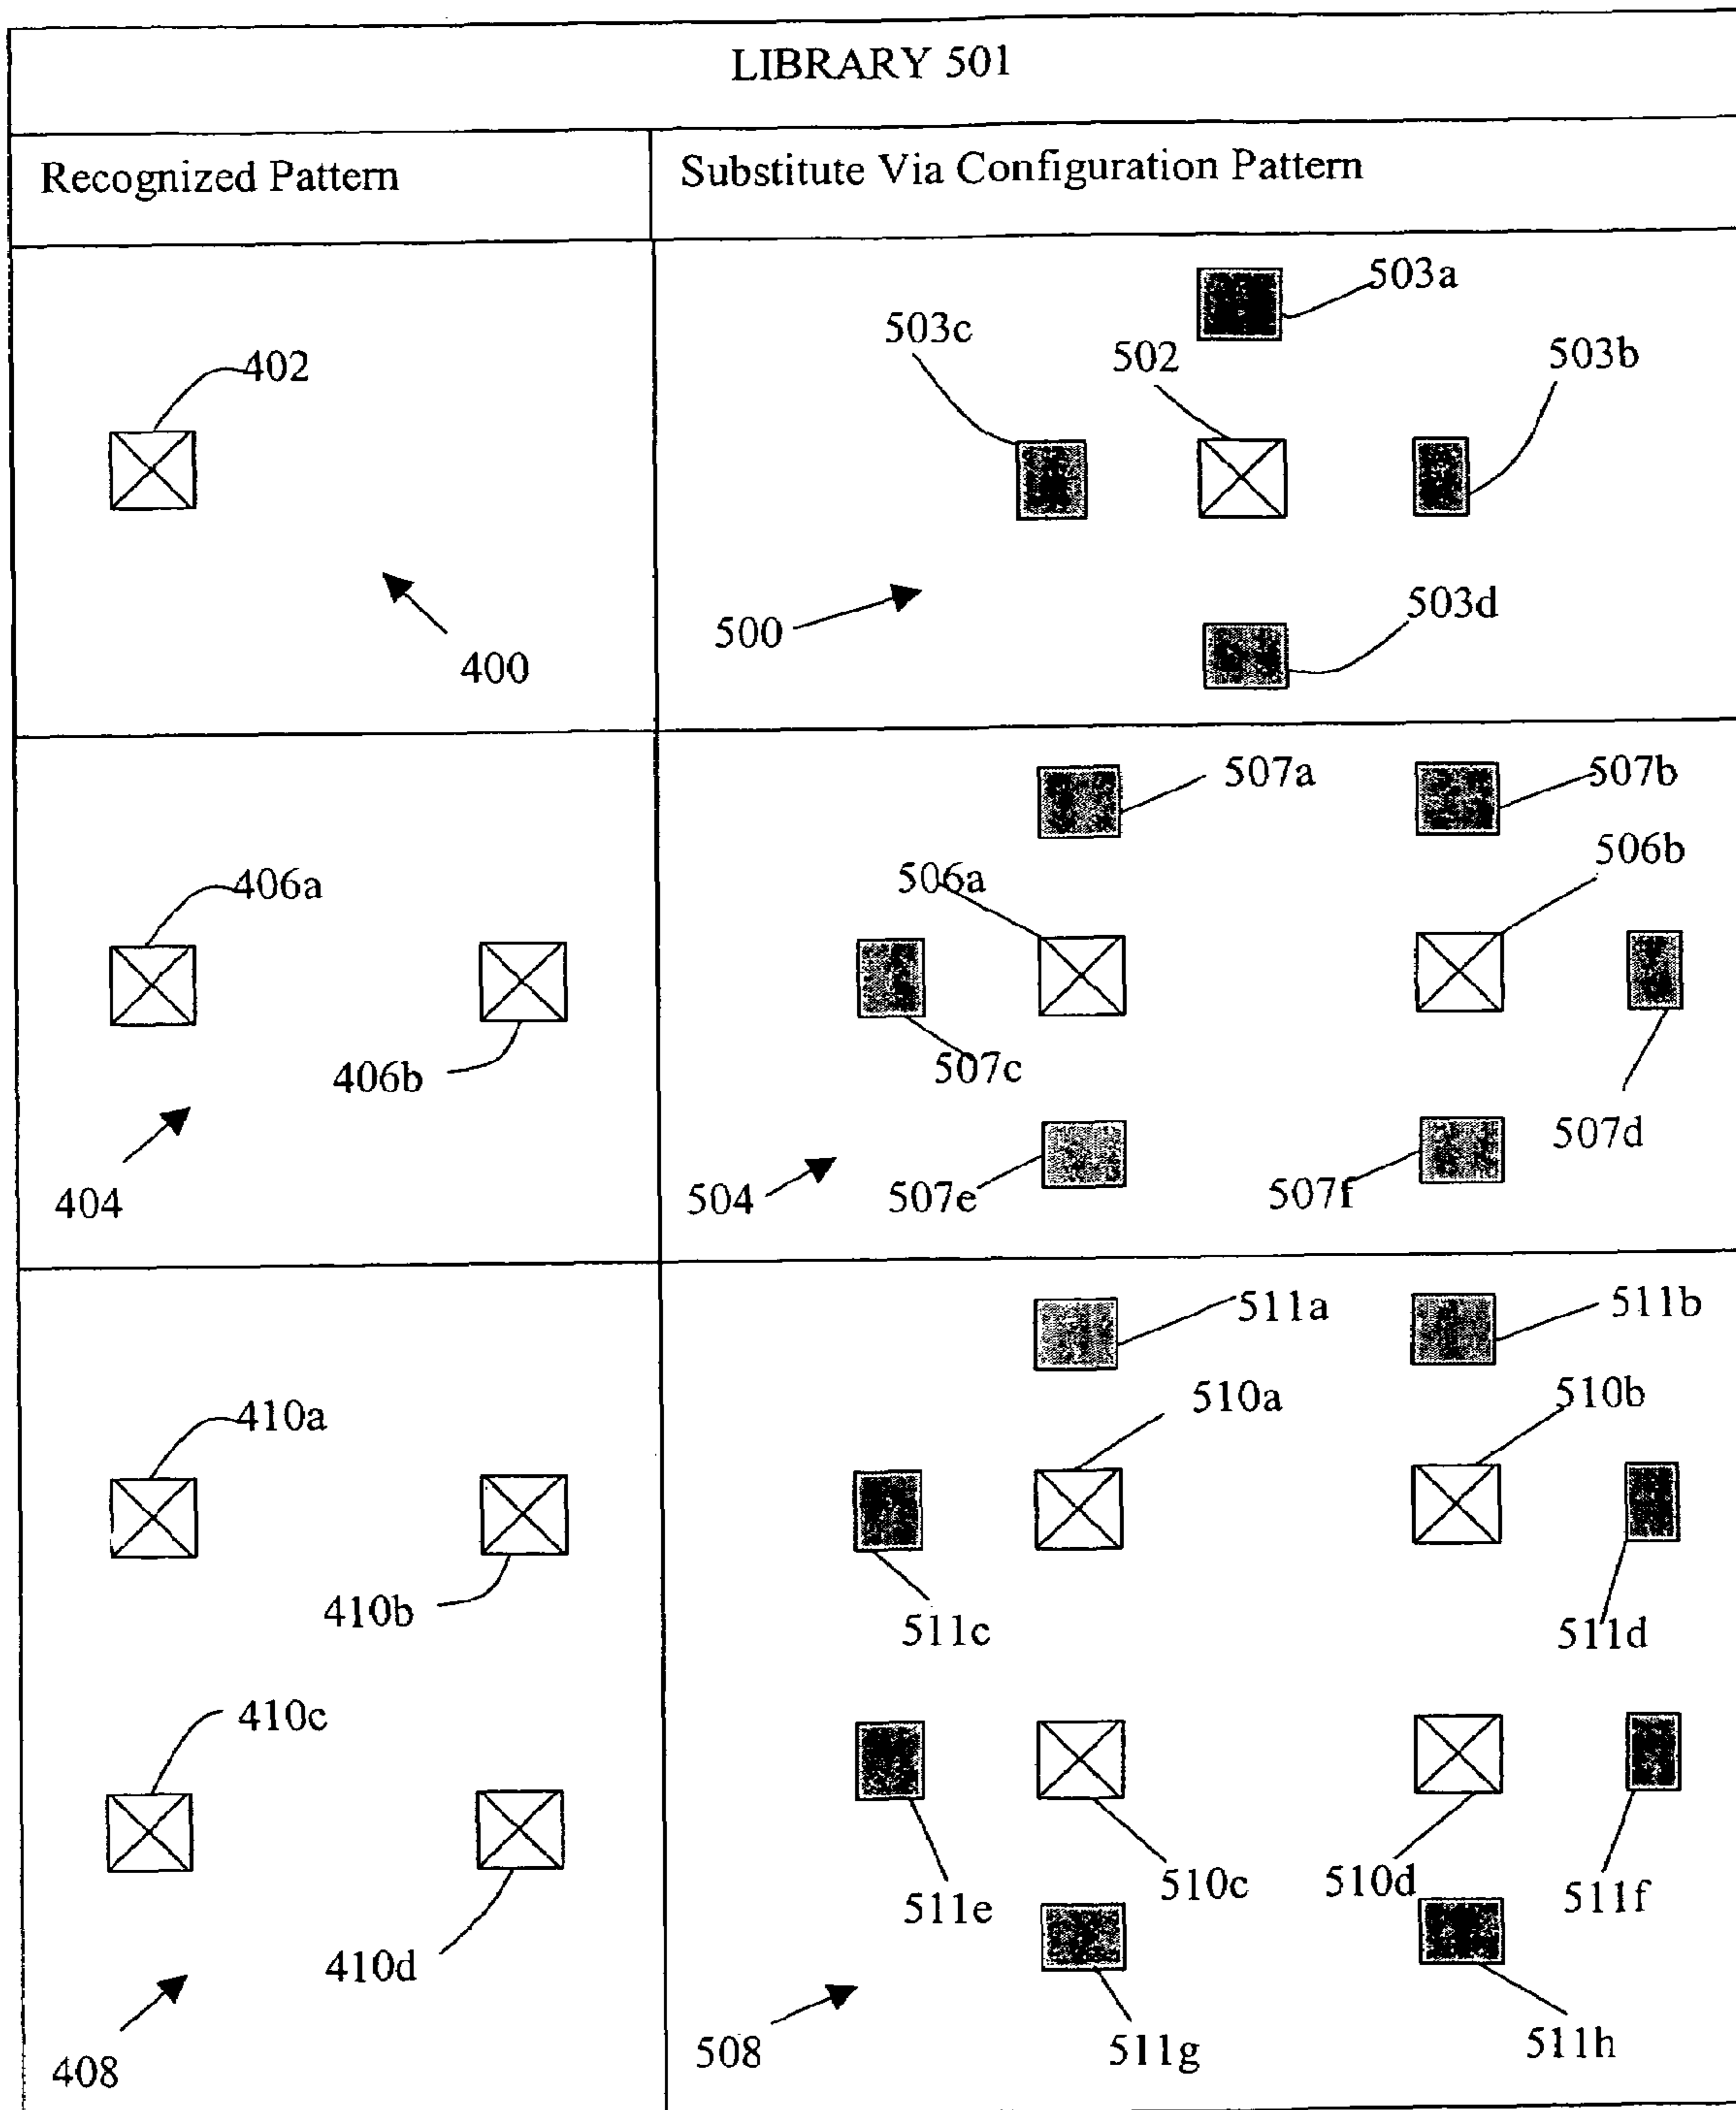 LIBRARY 501
Recognized Pattern
Substitute Via Configuration Pattern
402
400
503a
503c
502
503b
500
503d
406a
406b
404
507a
507b
506a
506b
507c
507d
504
507e
507f
410a
410b
410c
410d
408
511a
511b
510a
510b
511c
511d
511e
510c
510d
511f
508
511g
511h